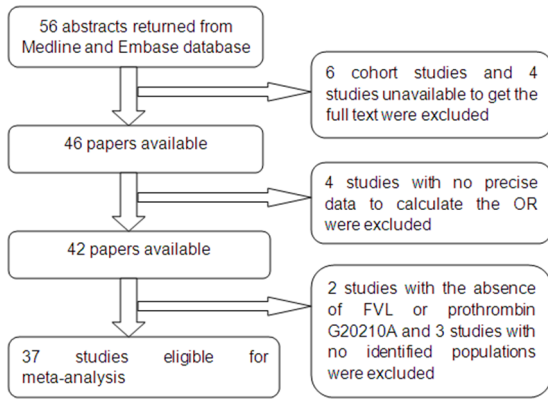 56 abstracts returned from
Medline and Embase database
6 cohort studies and 4
studies unavailable to get the
full text were excluded
46 papers available
4 studies with no precise
data to calculate the OR
were excluded
42 papers available
2 studies with the absence
of FVL or prothrombin
G20210A and 3 studies with
no identified populations
were excluded
37 studies eligible for
meta-analysis